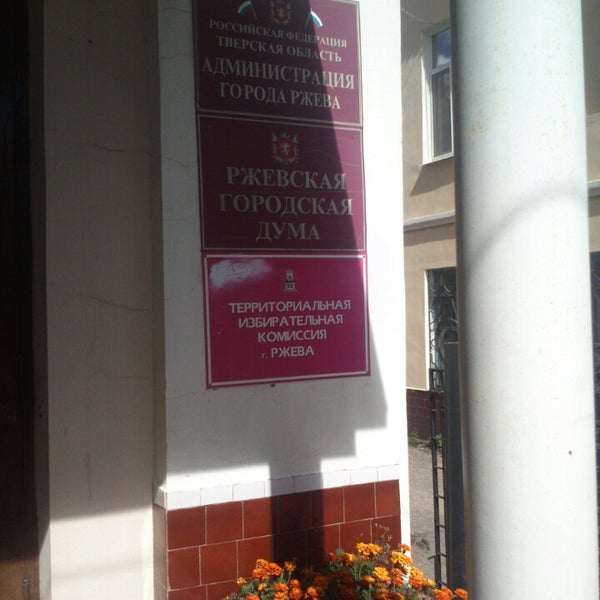 РОССИЙСКАЯ ФЕДЕРАЦИЯ
ТВЕРСКАЯ ОБЛАСТЬ
АДМИНИСТРАЦИЯ
ГОРОДА РЖЕВА
РЖЕВСКАЯ
ГОРОДСКАЯ
ДУМА
ТЕРРИТОРИАЛЬНАЯ
ИЗБИРАТЕЛЬНАЯ
КОМИССИЯ
г. РЖЕВА